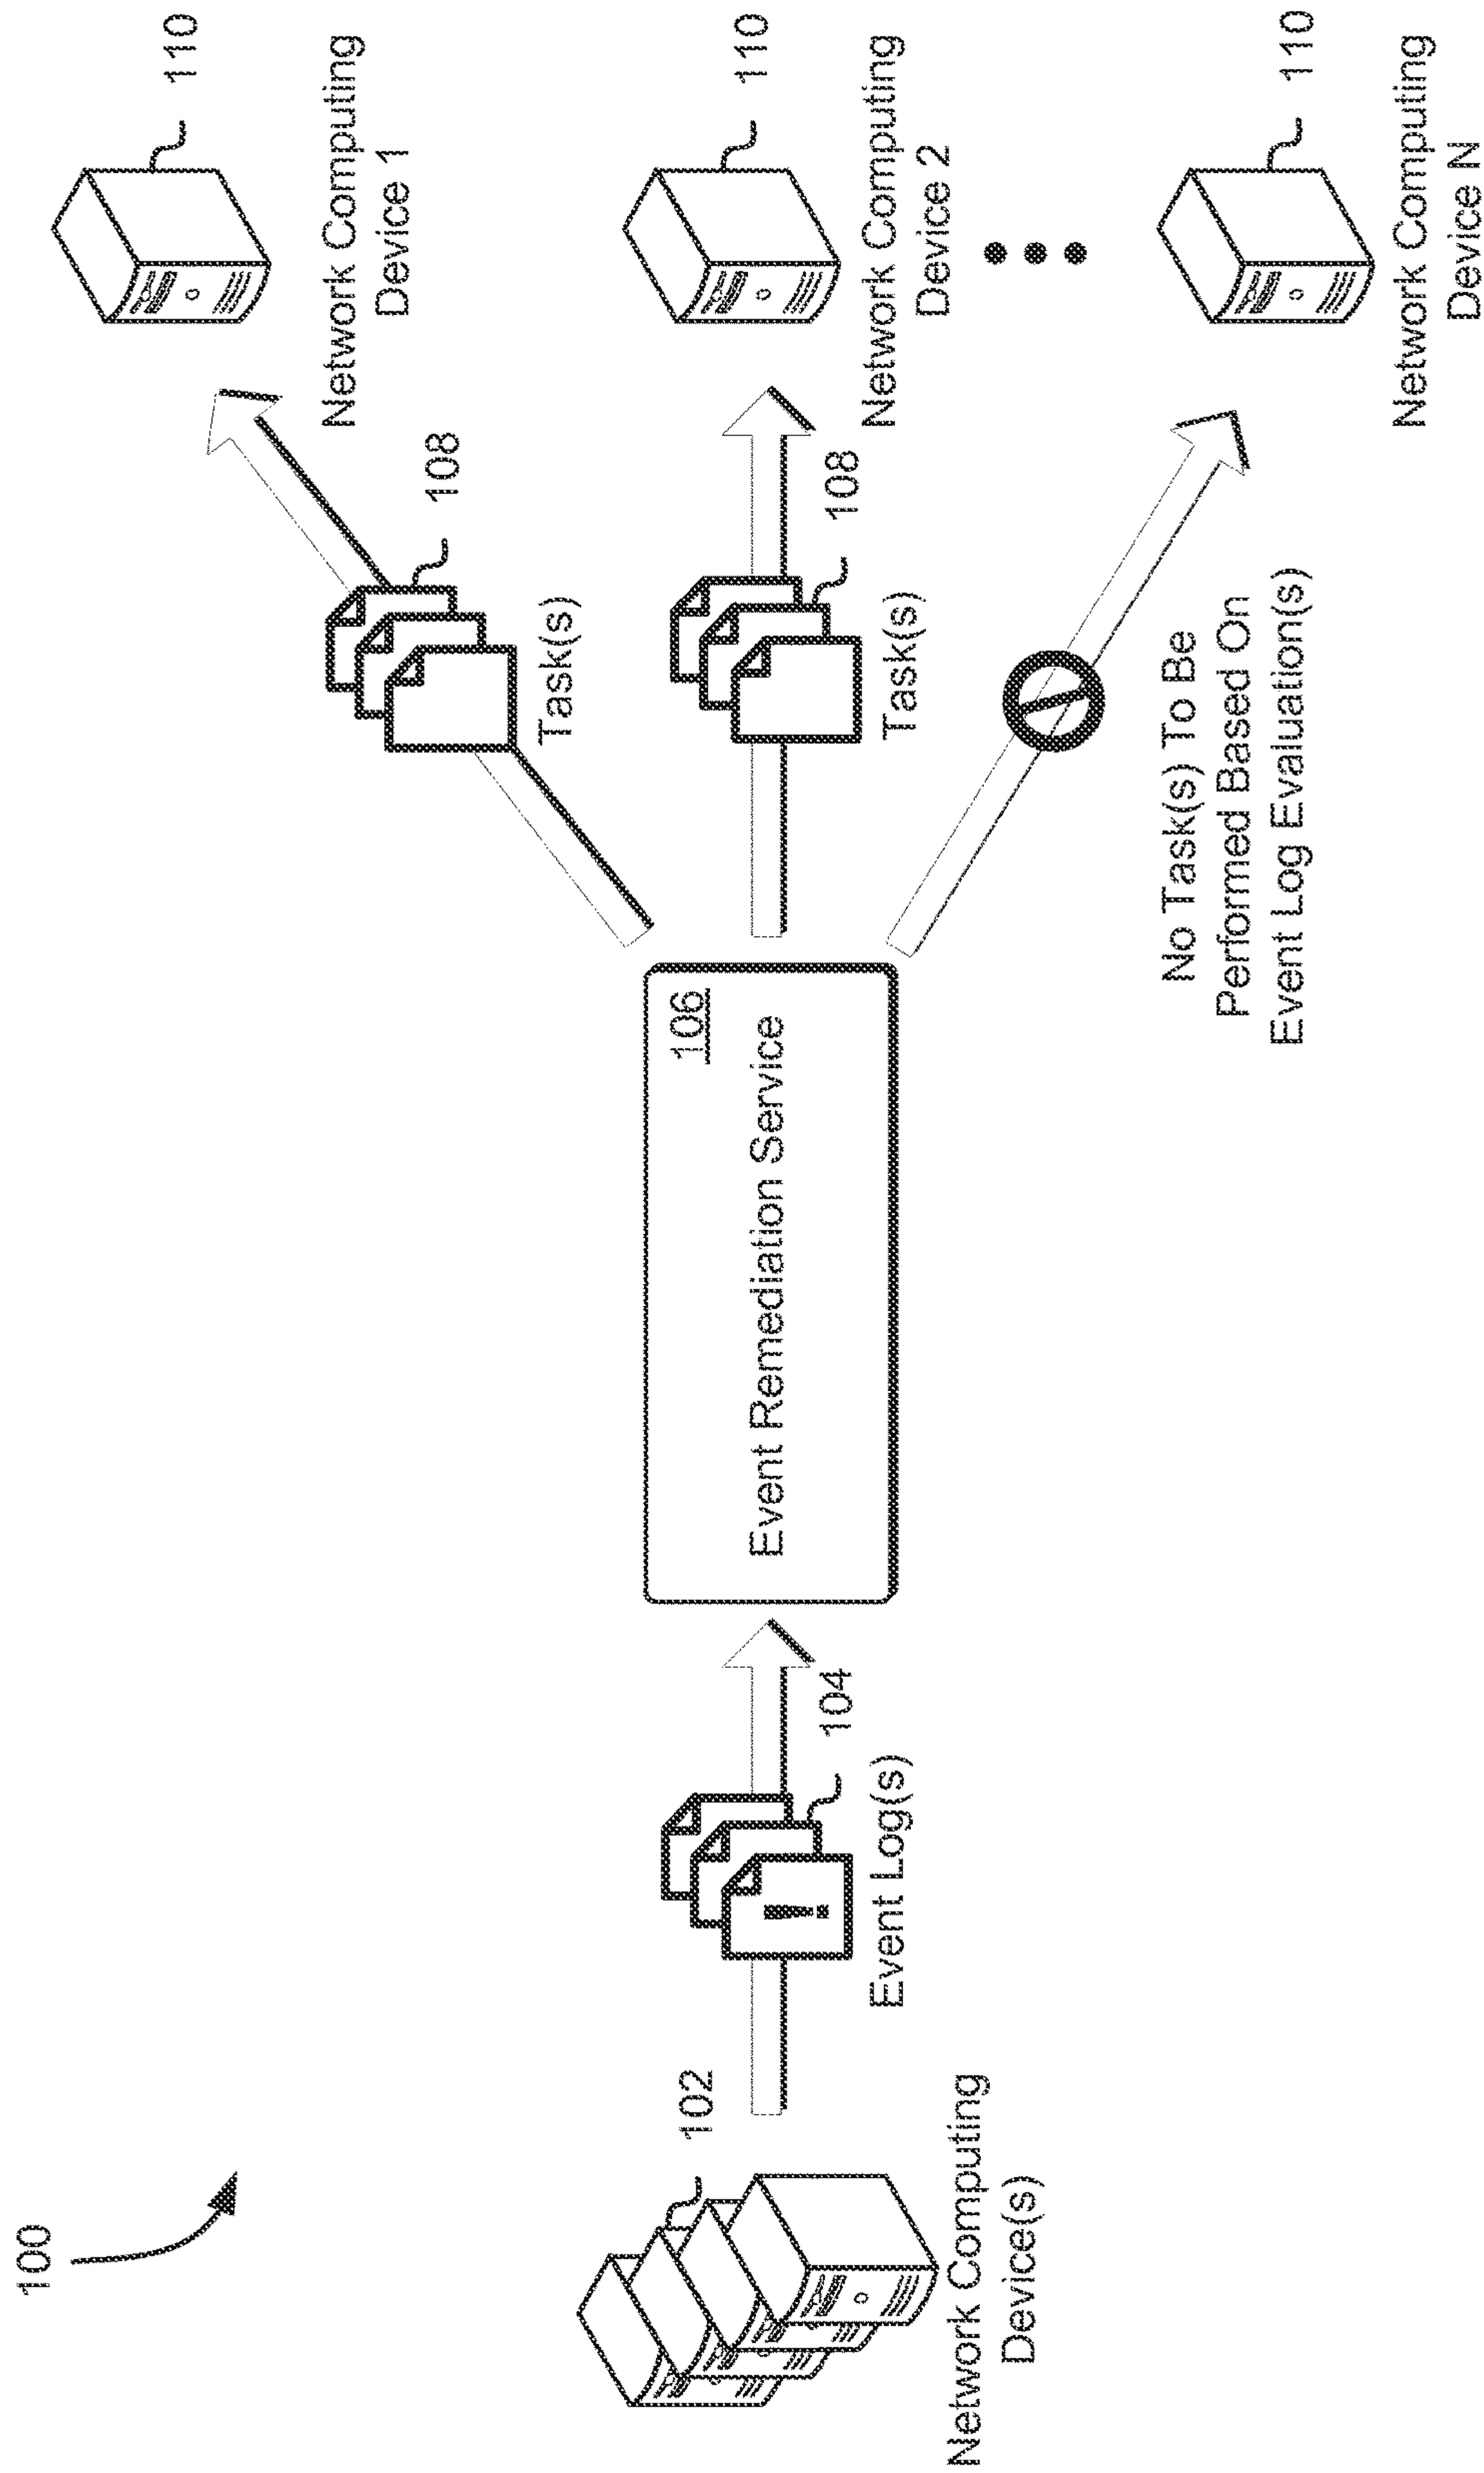 100
102
Network Computing
Device(s)
104
Event Log(s)
!
106
Event Remediation Service
108
Task(s)
108
Task(s)
No Task(s) To Be
Performed Based On
Event Log Evaluation(s)
110
Network Computing
Device 1
110
Network Computing
Device 2
110
Network Computing
Device N